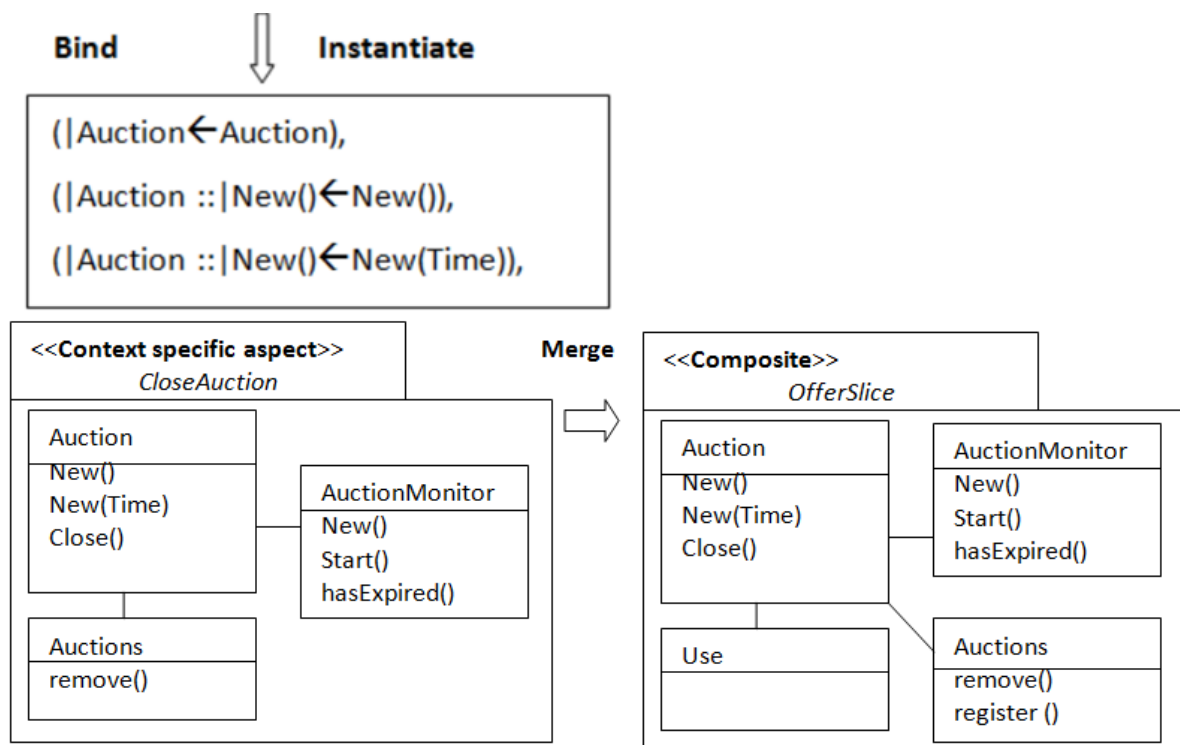 Bind
Instantiate
(|Auction←Auction),
(|Auction ::|New()←New()),
(|Auction ::|New()←New(Time)),
<<Context specific aspect>>
CloseAuction
Auction
New()
New(Time)
Close()
AuctionMonitor
New()
Start()
hasExpired()
Auctions
remove()
Merge
<<Composite>>
OfferSlice
Auction
New()
New(Time)
Close()
AuctionMonitor
New()
Start()
hasExpired()
Use
Auctions
remove()
register ()